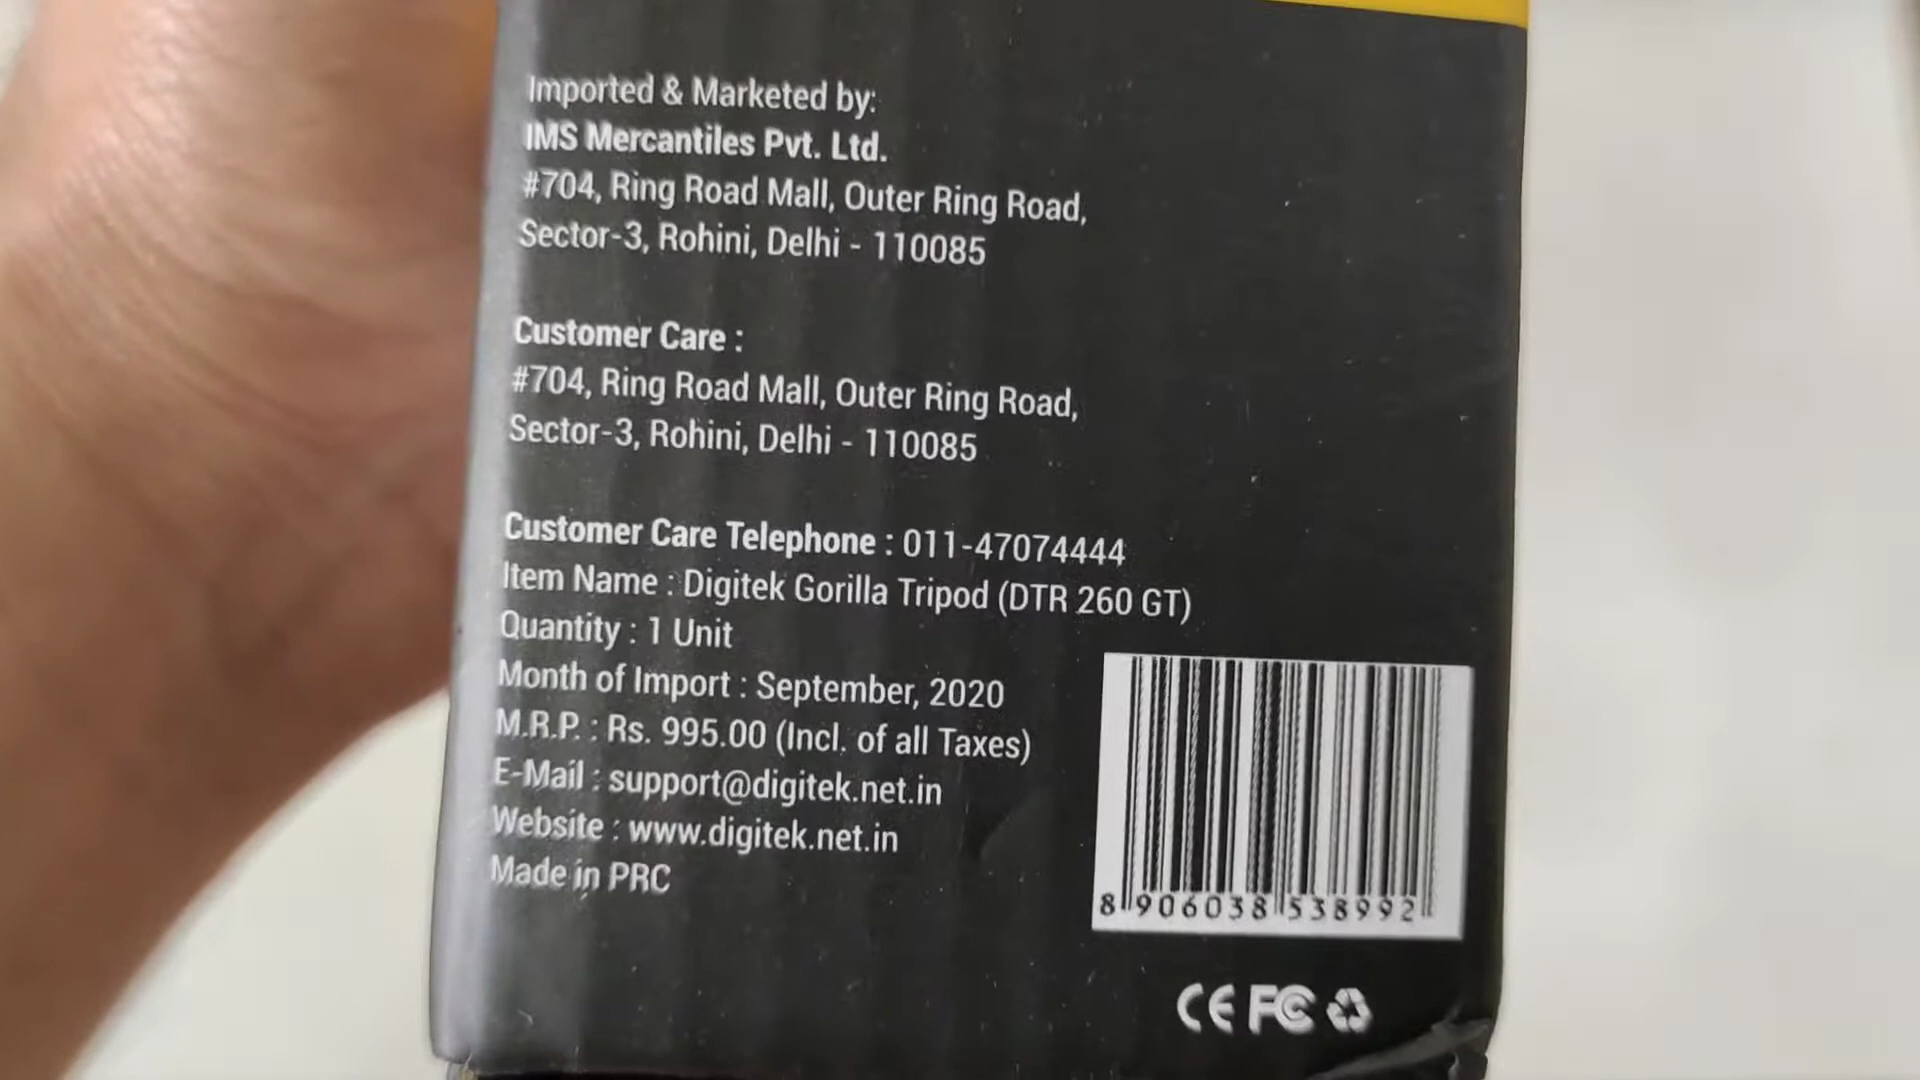 Imported & Marketed by:
IMS Mercantiles Pvt. Ltd.
#704, Ring Road Mall, Outer Ring Road,
Sector-3, Rohini, Delhi - 110085
Customer Care :
#704, Ring Road Mall, Outer Ring Road,
Sector-3, Rohini, Delhi - 110085
Customer Care Telephone : 011-47074444
Item Name : Digitek Gorilla Tripod (DTR 260 GT)
Quantity : 1 Unit
Month of Import : September, 2020
M.R.P. : Rs. 995.00 (Incl. of all Taxes)
E-Mail : support@digitek.net.in
Website : www.digitek.net.in
Made in PRC
8 906038 538992
CE FC